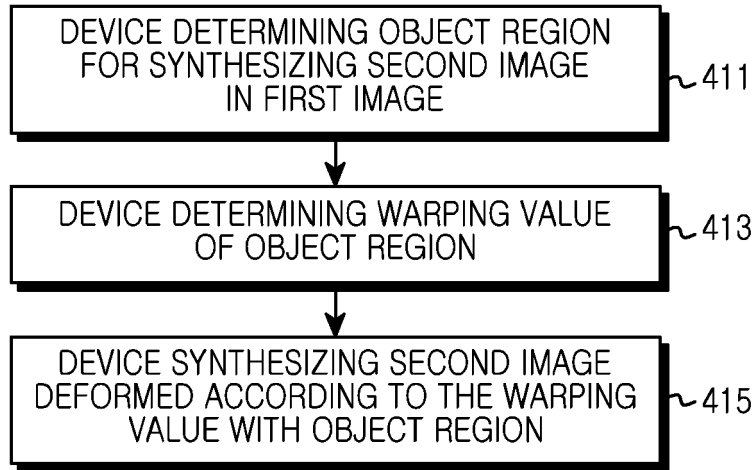 DEVICE DETERMINING OBJECT REGION
FOR SYNTHESIZING SECOND IMAGE
IN FIRST IMAGE
411
DEVICE DETERMINING WARPING VALUE
OF OBJECT REGION
413
DEVICE SYNTHESIZING SECOND IMAGE
DEFORMED ACCORDING TO THE WARPING
VALUE WITH OBJECT REGION
415